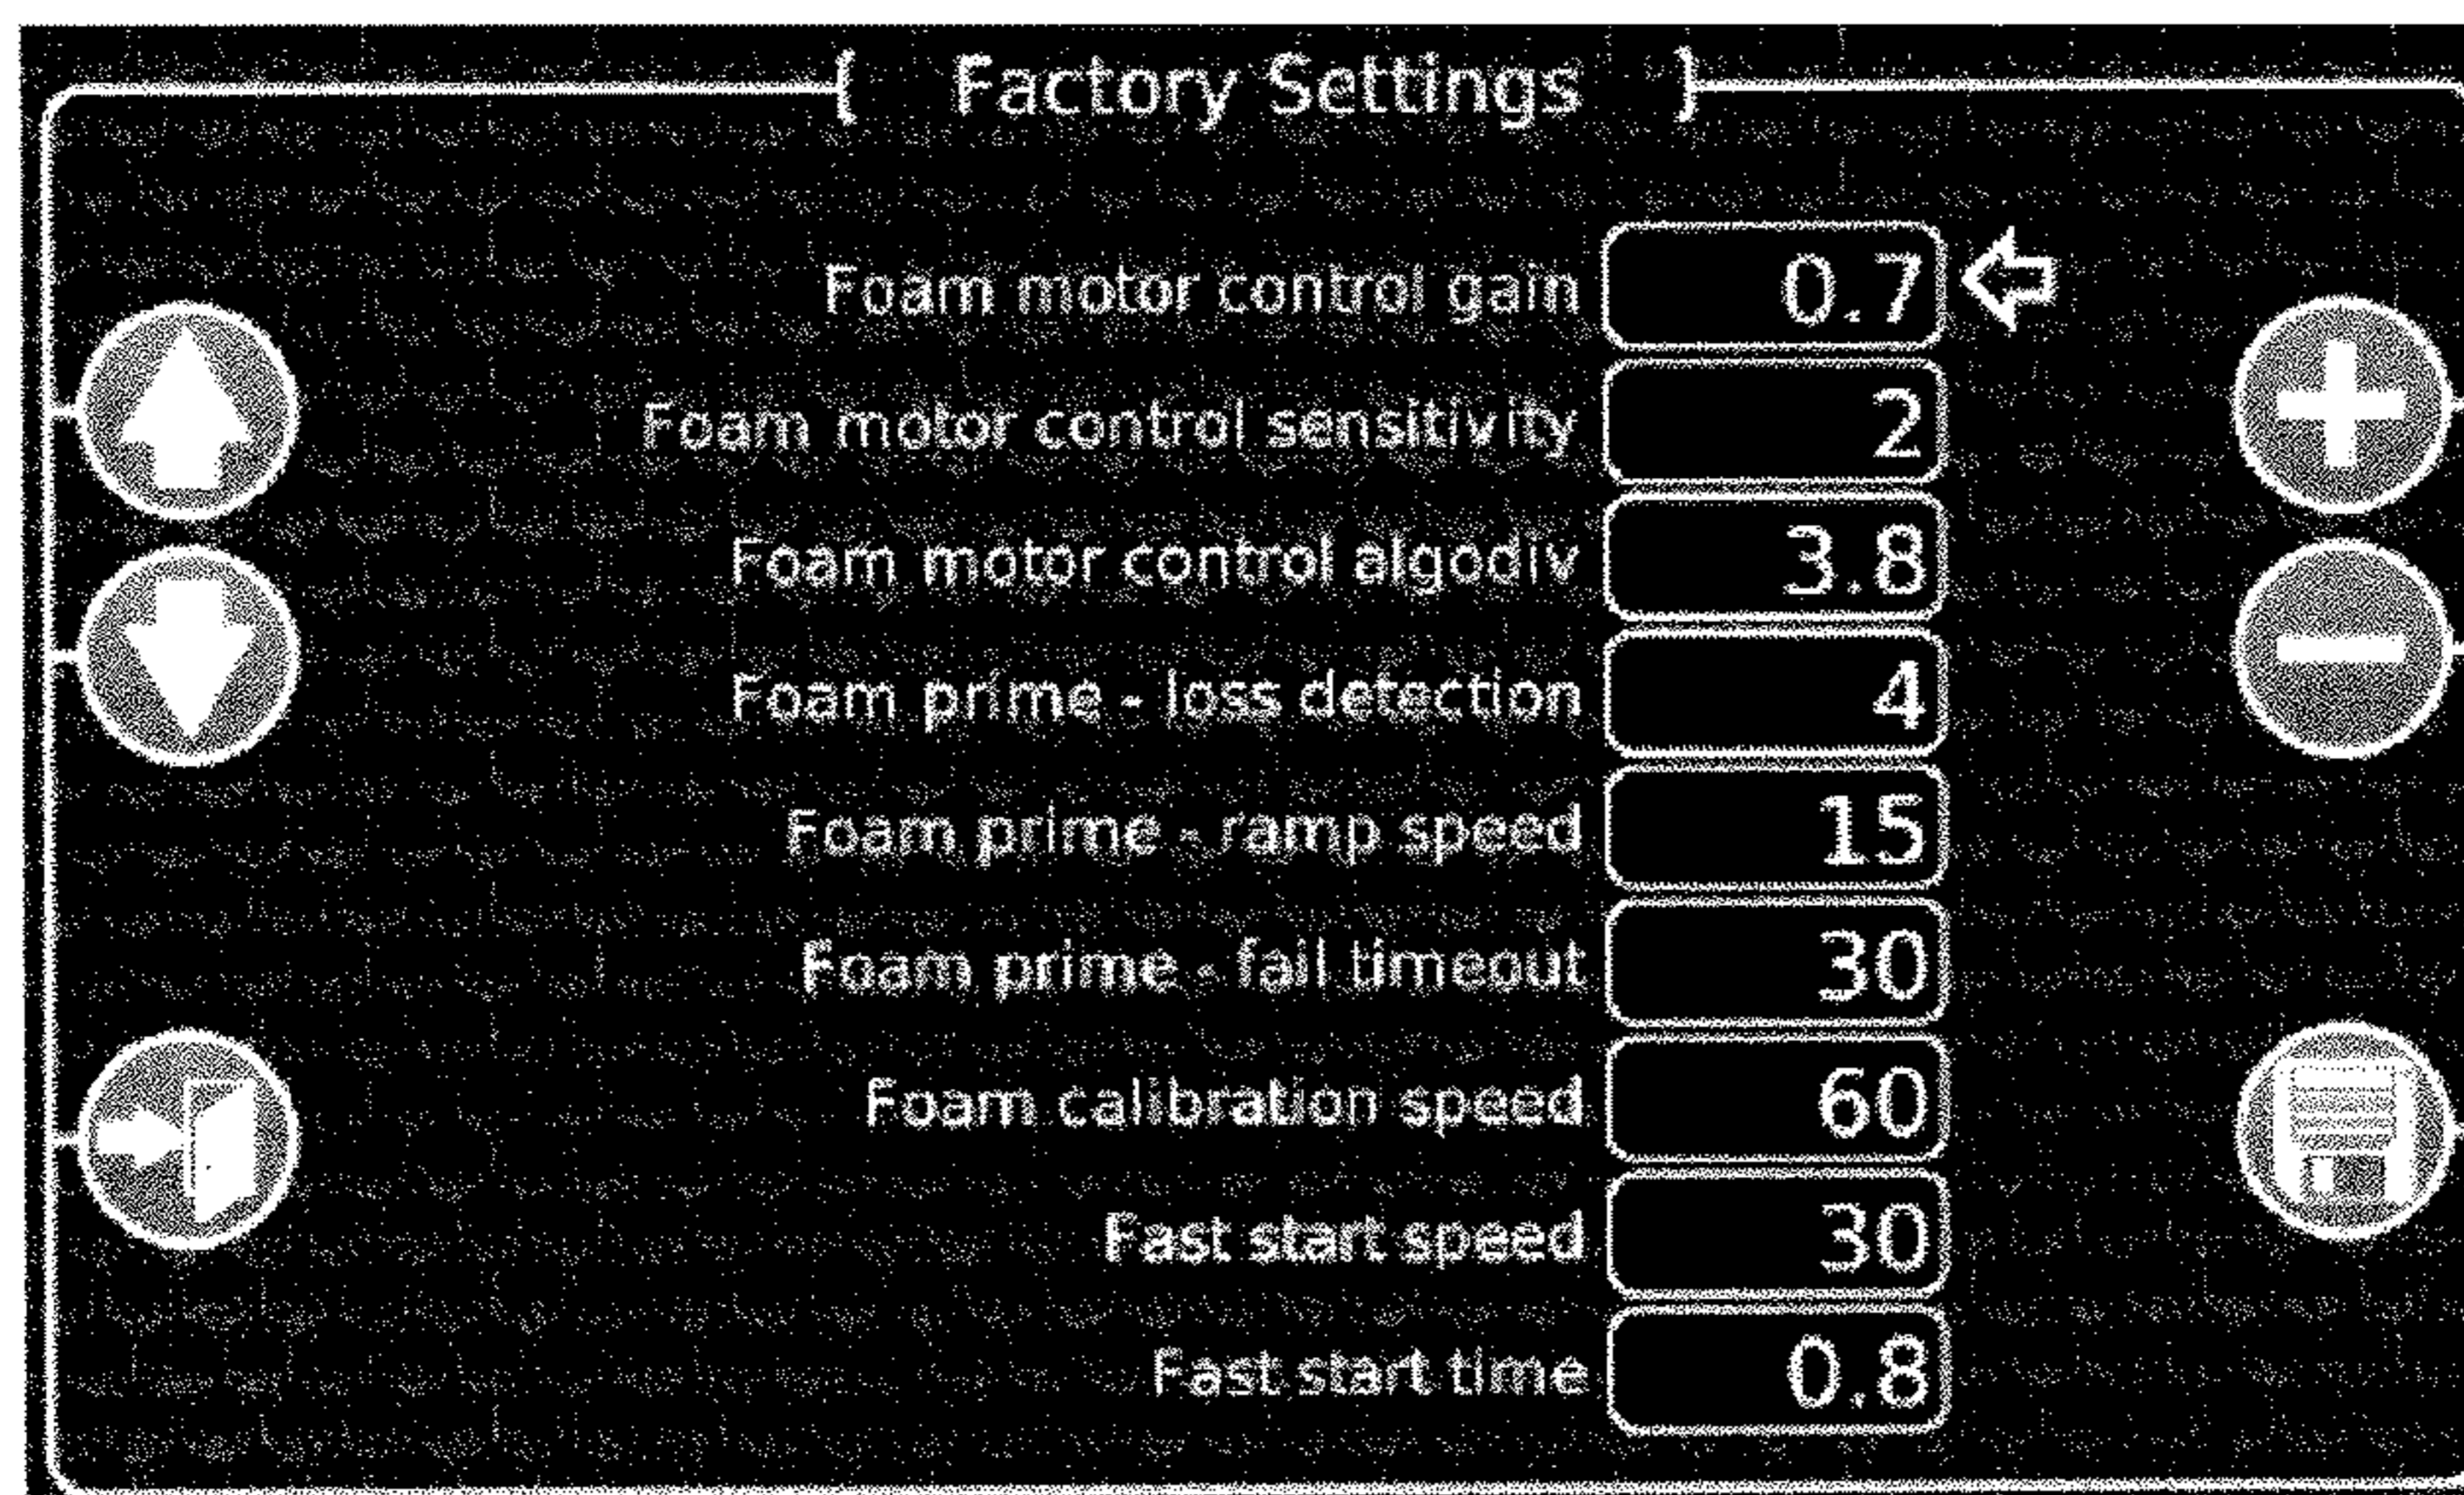 Factory Settings
Foam motor control gain 0.7
Foam motor control sensitivity 2
Foam motor control algodiv 3.8
Foam prime - loss detection 4
Foam prime - ramp speed 15
Foam prime - fail timeout 30
Foam calibration speed 60
Fast start speed 30
Fast start time 0.8